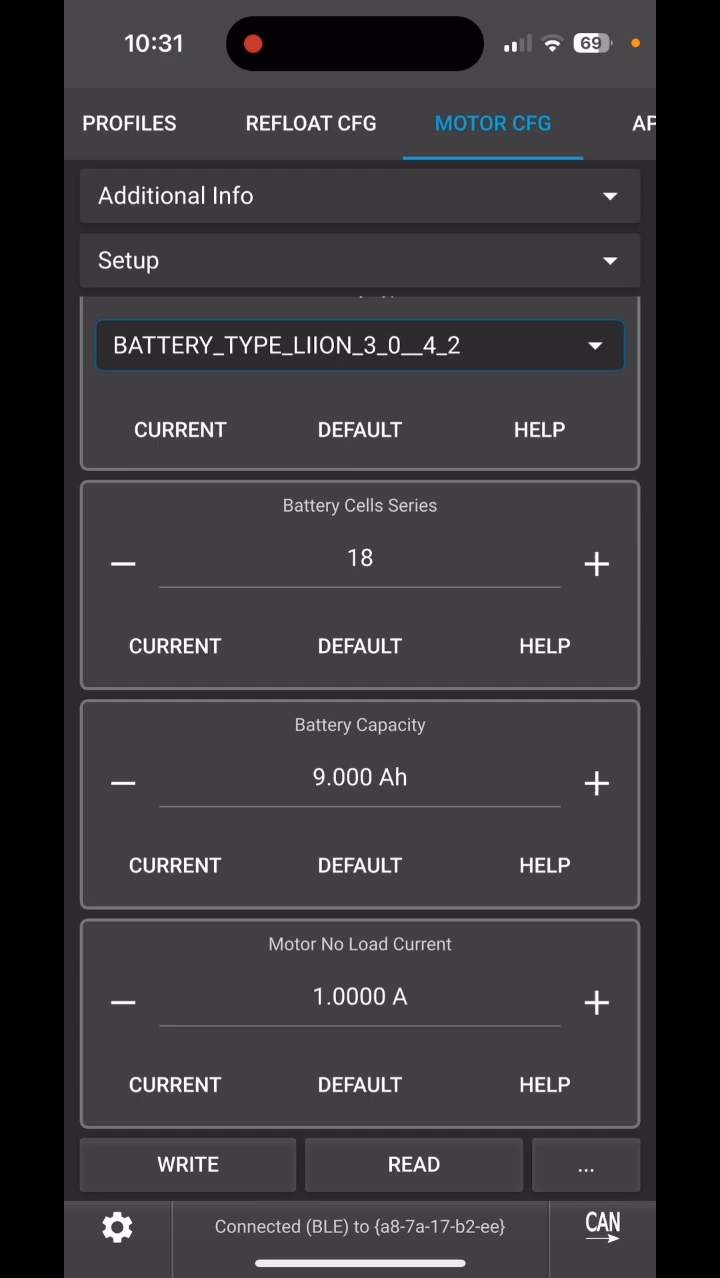 10:31
69
PROFILES REFLOAT CFG MOTOR CFG AP
Additional Info
Setup
BATTERY_TYPE_LIION_3_0__4_2
CURRENT DEFAULT HELP
Battery Cells Series
— 18 +
CURRENT DEFAULT HELP
Battery Capacity
— 9.000 Ah +
CURRENT DEFAULT HELP
Motor No Load Current
— 1.0000 A +
CURRENT DEFAULT HELP
WRITE READ ...
Connected (BLE) to {a8-7a-17-b2-ee} CAN